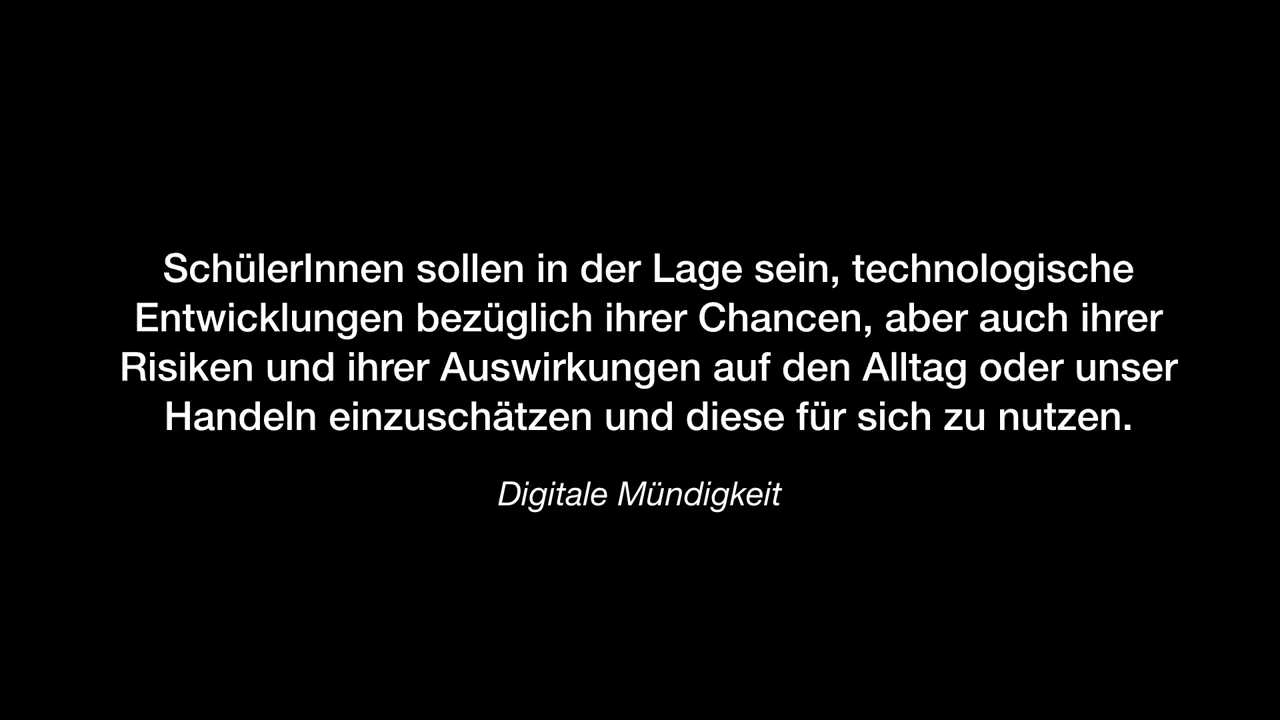 SchülerInnen sollen in der Lage sein, technologische
Entwicklungen bezüglich ihrer Chancen, aber auch ihrer
Risiken und ihrer Auswirkungen auf den Alltag oder unser
Handeln einzuschätzen und diese für sich zu nutzen.
Digitale Mündigkeit